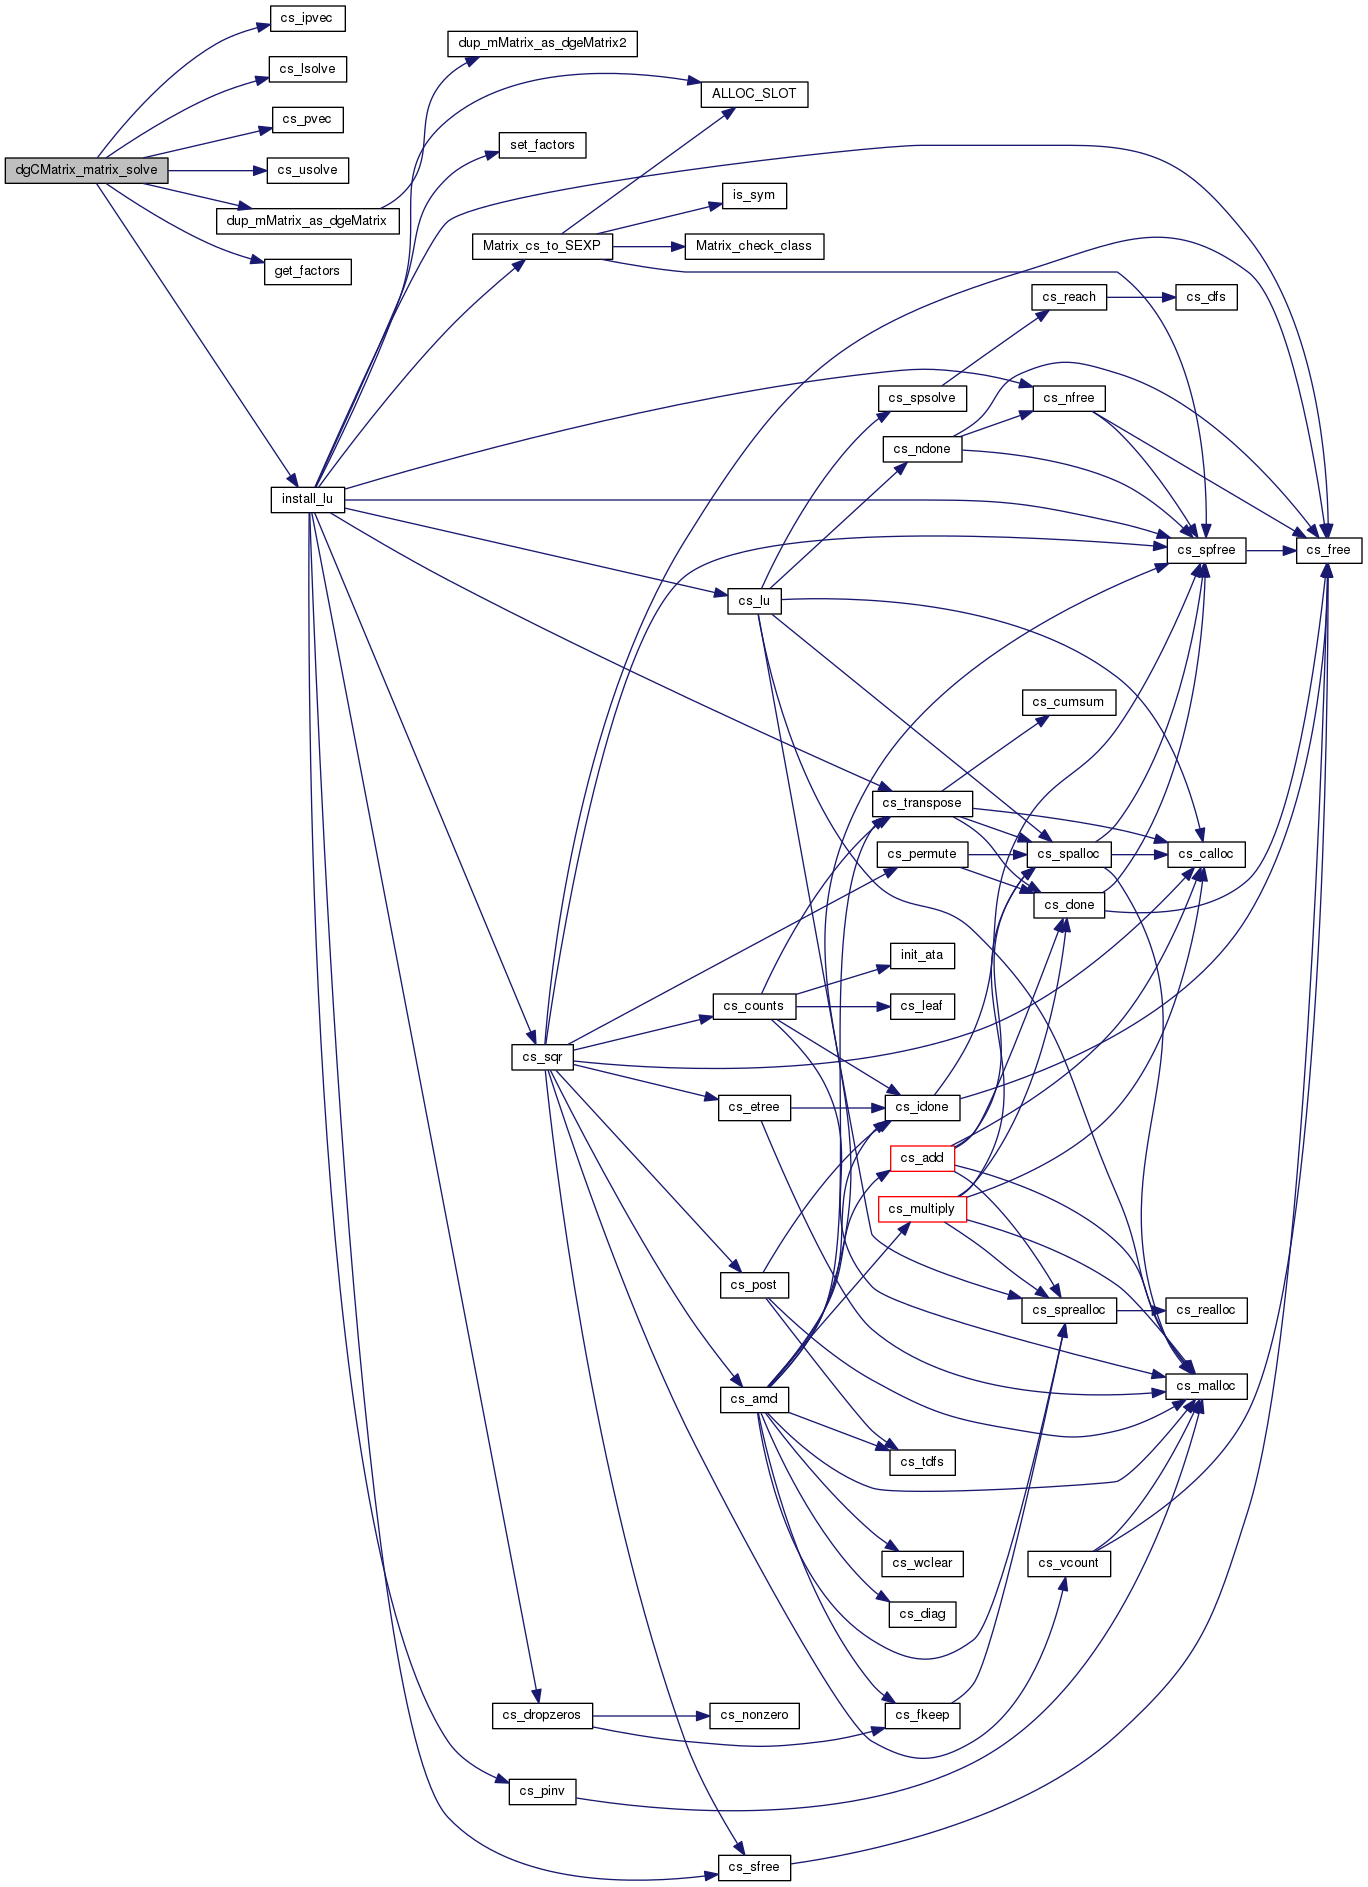 cs_ipvec
dup_mMatrix_as_dgeMatrix2
cs_lsolve
ALLOC_SLOT
cs_pvec
set_factors
dgCMatrix_matrix_solve
cs_usolve
is_sym
dup_mMatrix_as_dgeMatrix
Matrix_cs_to_SEXP
Matrix_check_class
get_factors
cs_reach
cs_dfs
cs_spsolve
cs_nfree
cs_ndone
install_lu
cs_spfree
cs_free
cs_lu
cs_cumsum
cs_transpose
cs_permute
cs_spalloc
cs_calloc
cs_done
init_ata
cs_counts
cs_leaf
cs_sqr
cs_etree
cs_idone
cs_add
cs_multiply
cs_post
cs_sprealloc
cs_realloc
cs_amd
cs_malloc
cs_tdfs
cs_wclear
cs_vcount
cs_diag
cs_dropzeros
cs_nonzero
cs_fkeep
cs_pinv
cs_sfree